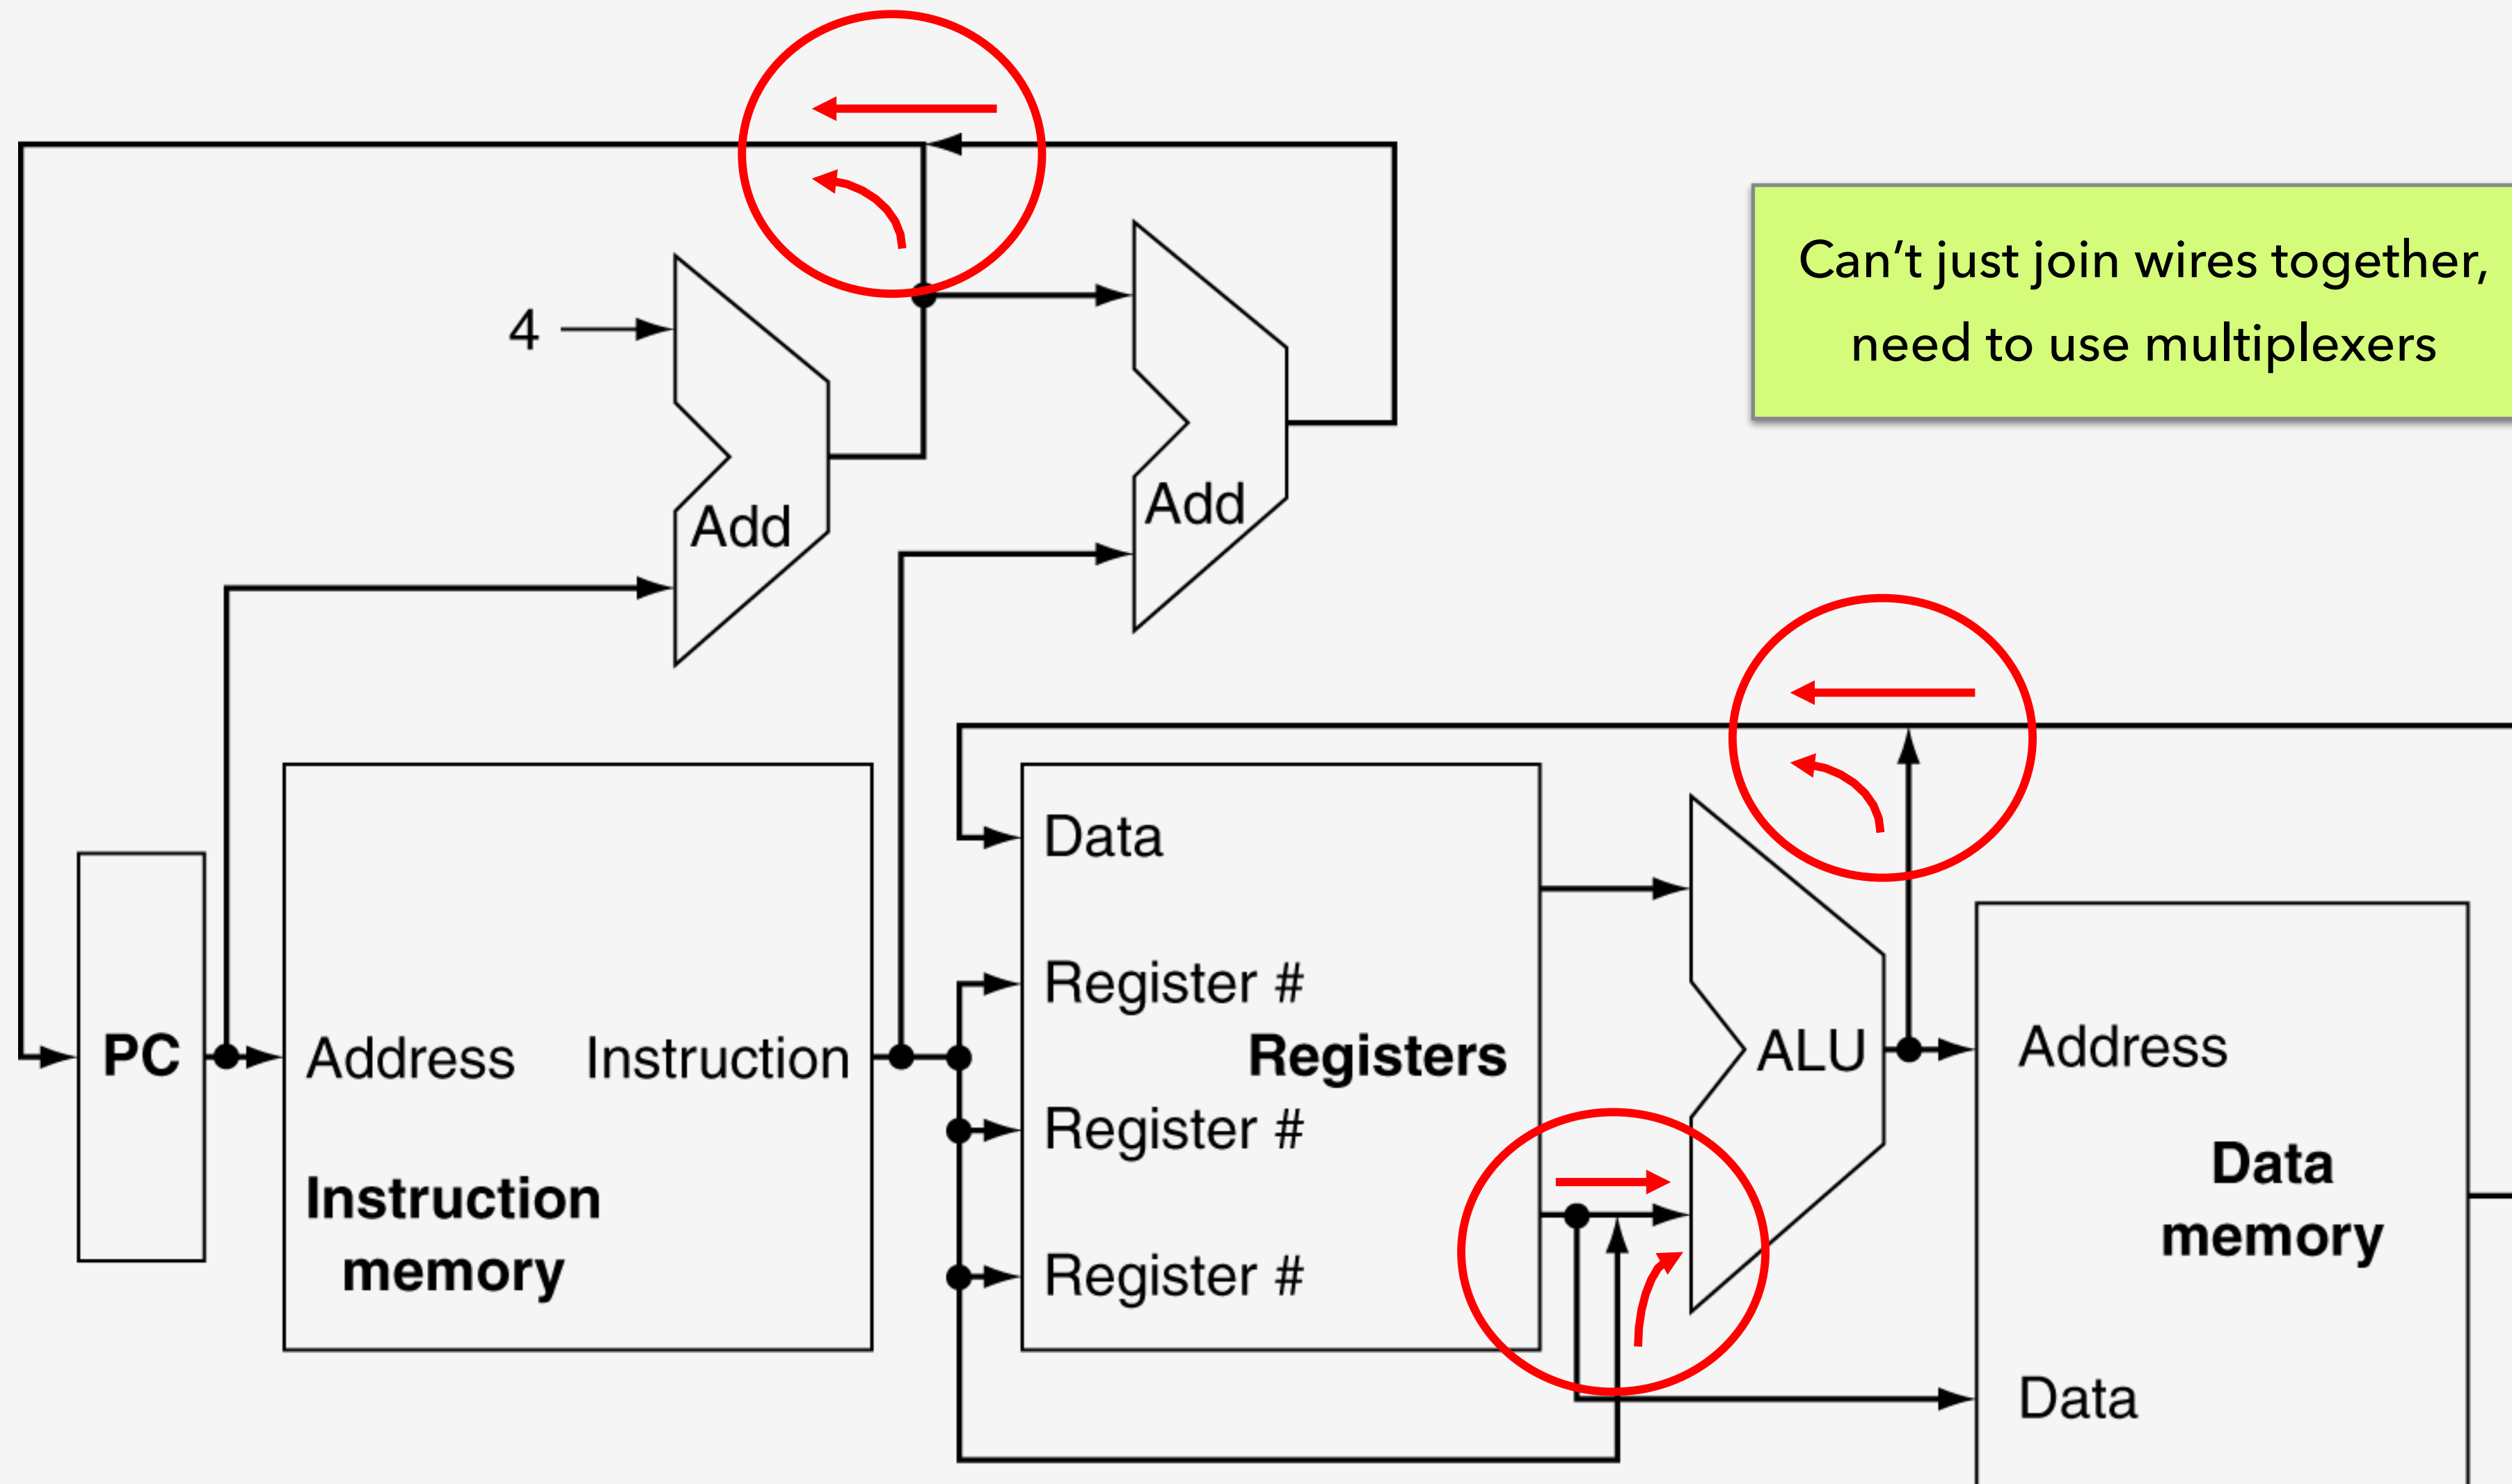 Can't just join wires together,
need to use multiplexers
4
Add
Add
Data
Register #
PC
Address
Instruction
Registers
ALU
Address
Register #
Instruction
memory
Data
memory
Register #
Data